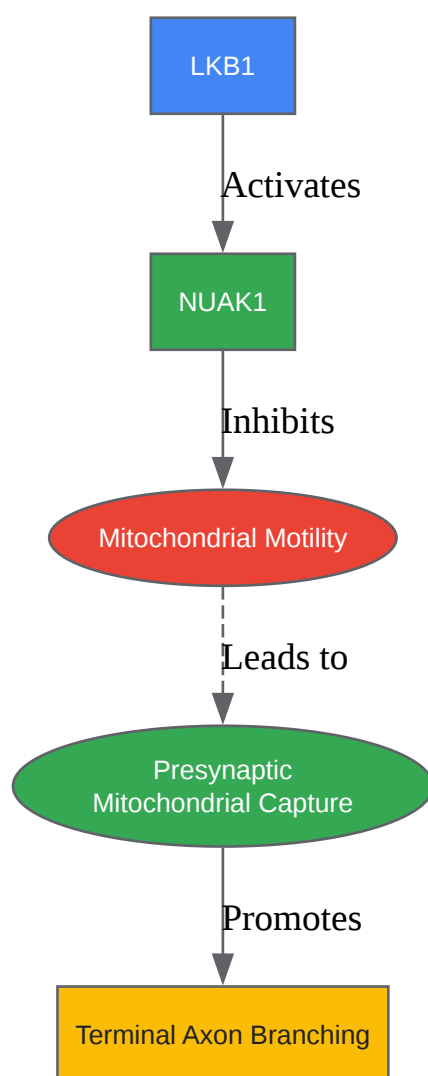 LKB1
Activates
NUAK1
Inhibits
Mitochondrial Motility
Leads to
Presynaptic
Mitochondrial Capture
Promotes
Terminal Axon Branching